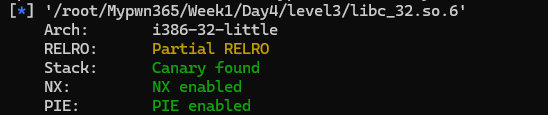 [*] '/root/Mypwn365/Week1/Day4/level3/libc_32.so.6'
Arch: i386-32-little
RELRO: Partial RELRO
Stack: Canary found
NX: NX enabled
PIE: PIE enabled